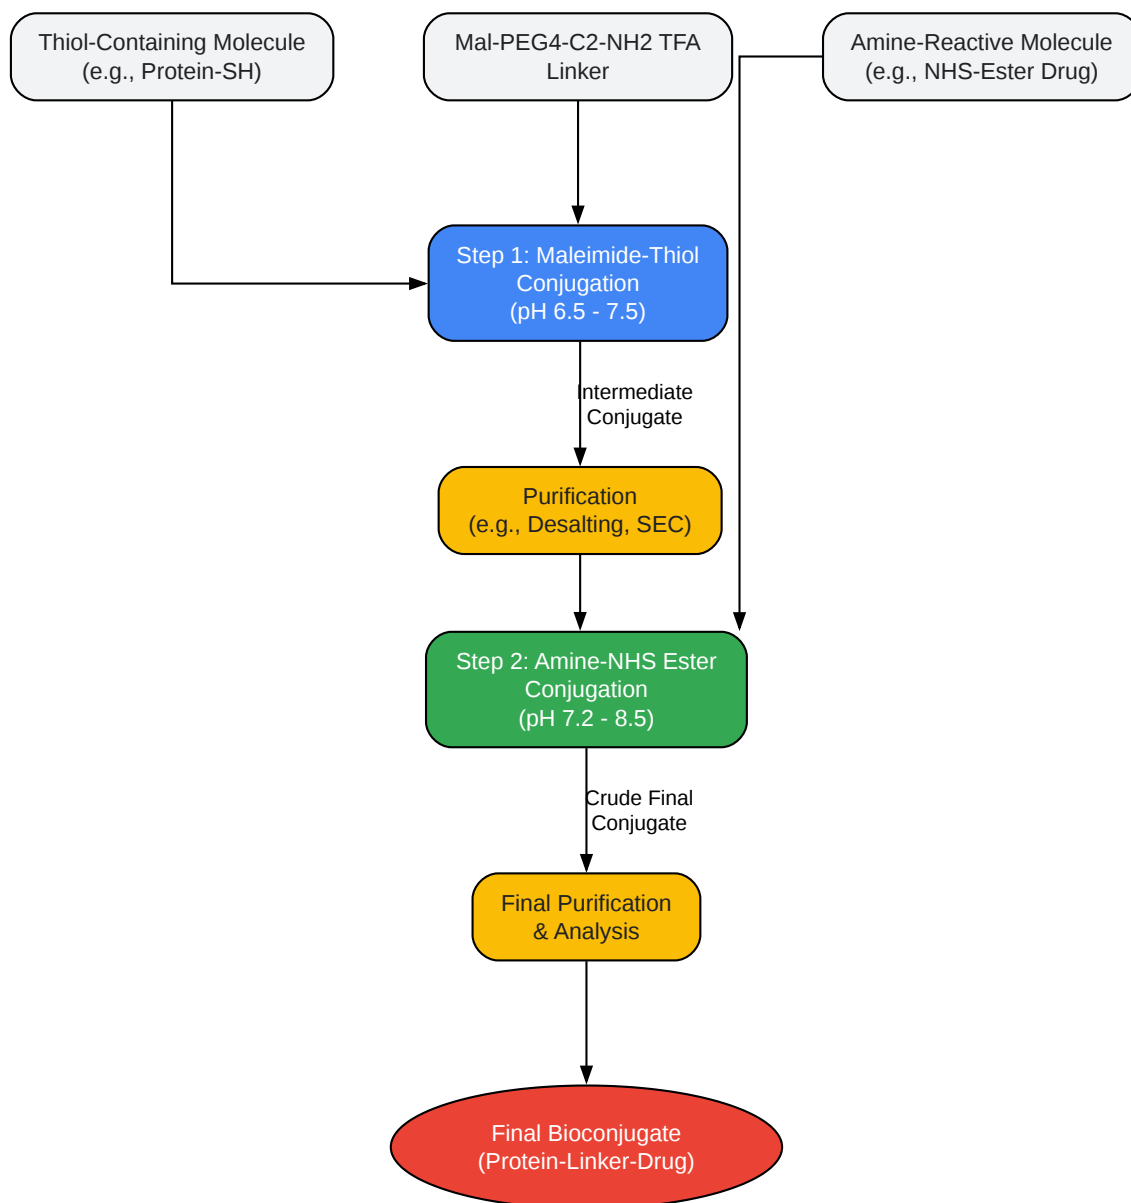 Thiol-Containing Molecule
(e.g., Protein-SH)
Mal-PEG4-C2-NH2 TFA
Linker
Amine-Reactive Molecule
(e.g., NHS-Ester Drug)
Step 1: Maleimide-Thiol
Conjugation
(pH 6.5 - 7.5)
Intermediate
Conjugate
Purification
(e.g., Desalting, SEC)
Step 2: Amine-NHS Ester
Conjugation
(pH 7.2 - 8.5)
Crude Final
Conjugate
Final Purification
& Analysis
Final Bioconjugate
(Protein-Linker-Drug)